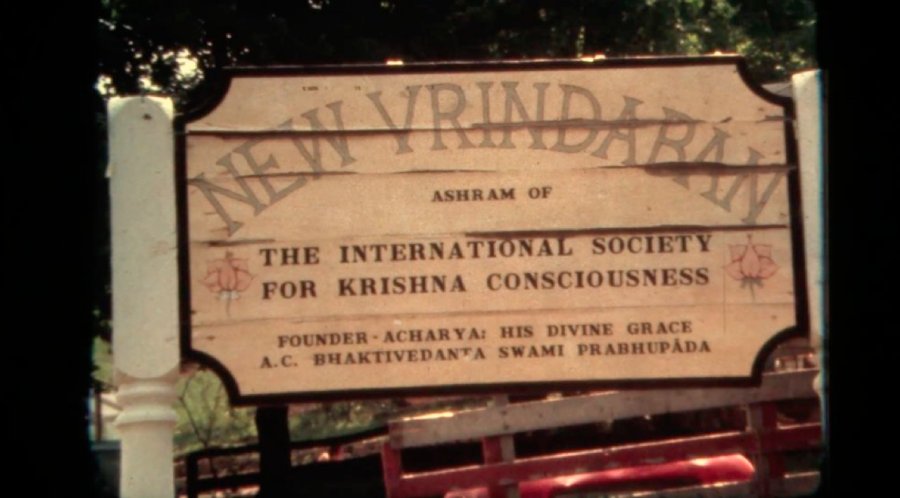 NEW VRINDABAN
ASHRAM OF
THE INTERNATIONAL SOCIETY
FOR KRISHNA CONSCIOUSNESS
FOUNDER-ACHARYA: HIS DIVINE GRACE
A.C. BHAKTIVEDANTA SWAMI PRABHUPĀDA